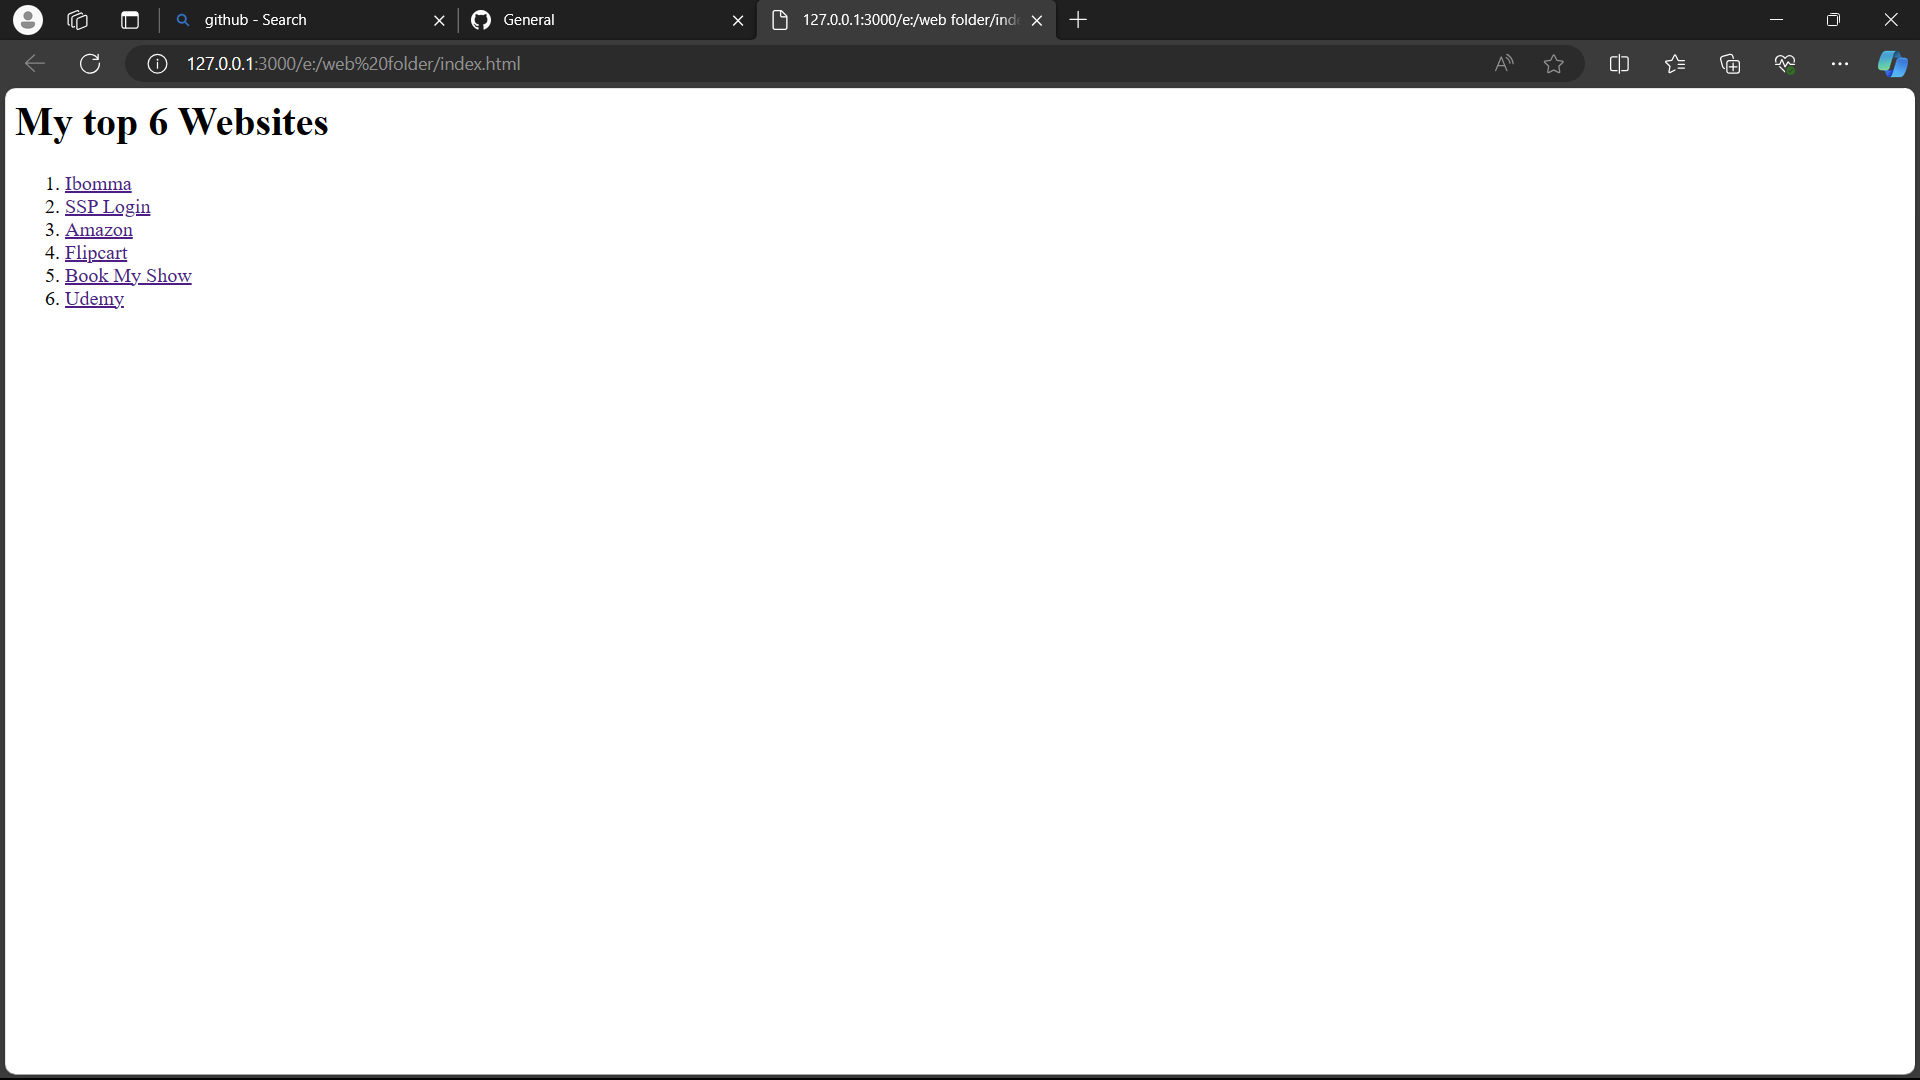 github - Search
General
127.0.0.1:3000/e:/web folder/ind
127.0.0.1:3000/e:/web%20folder/index.html
My top 6 Websites
1. Ibomma
2. SSP Login
3. Amazon
4. Flipcart
5. Book My Show
6. Udemy